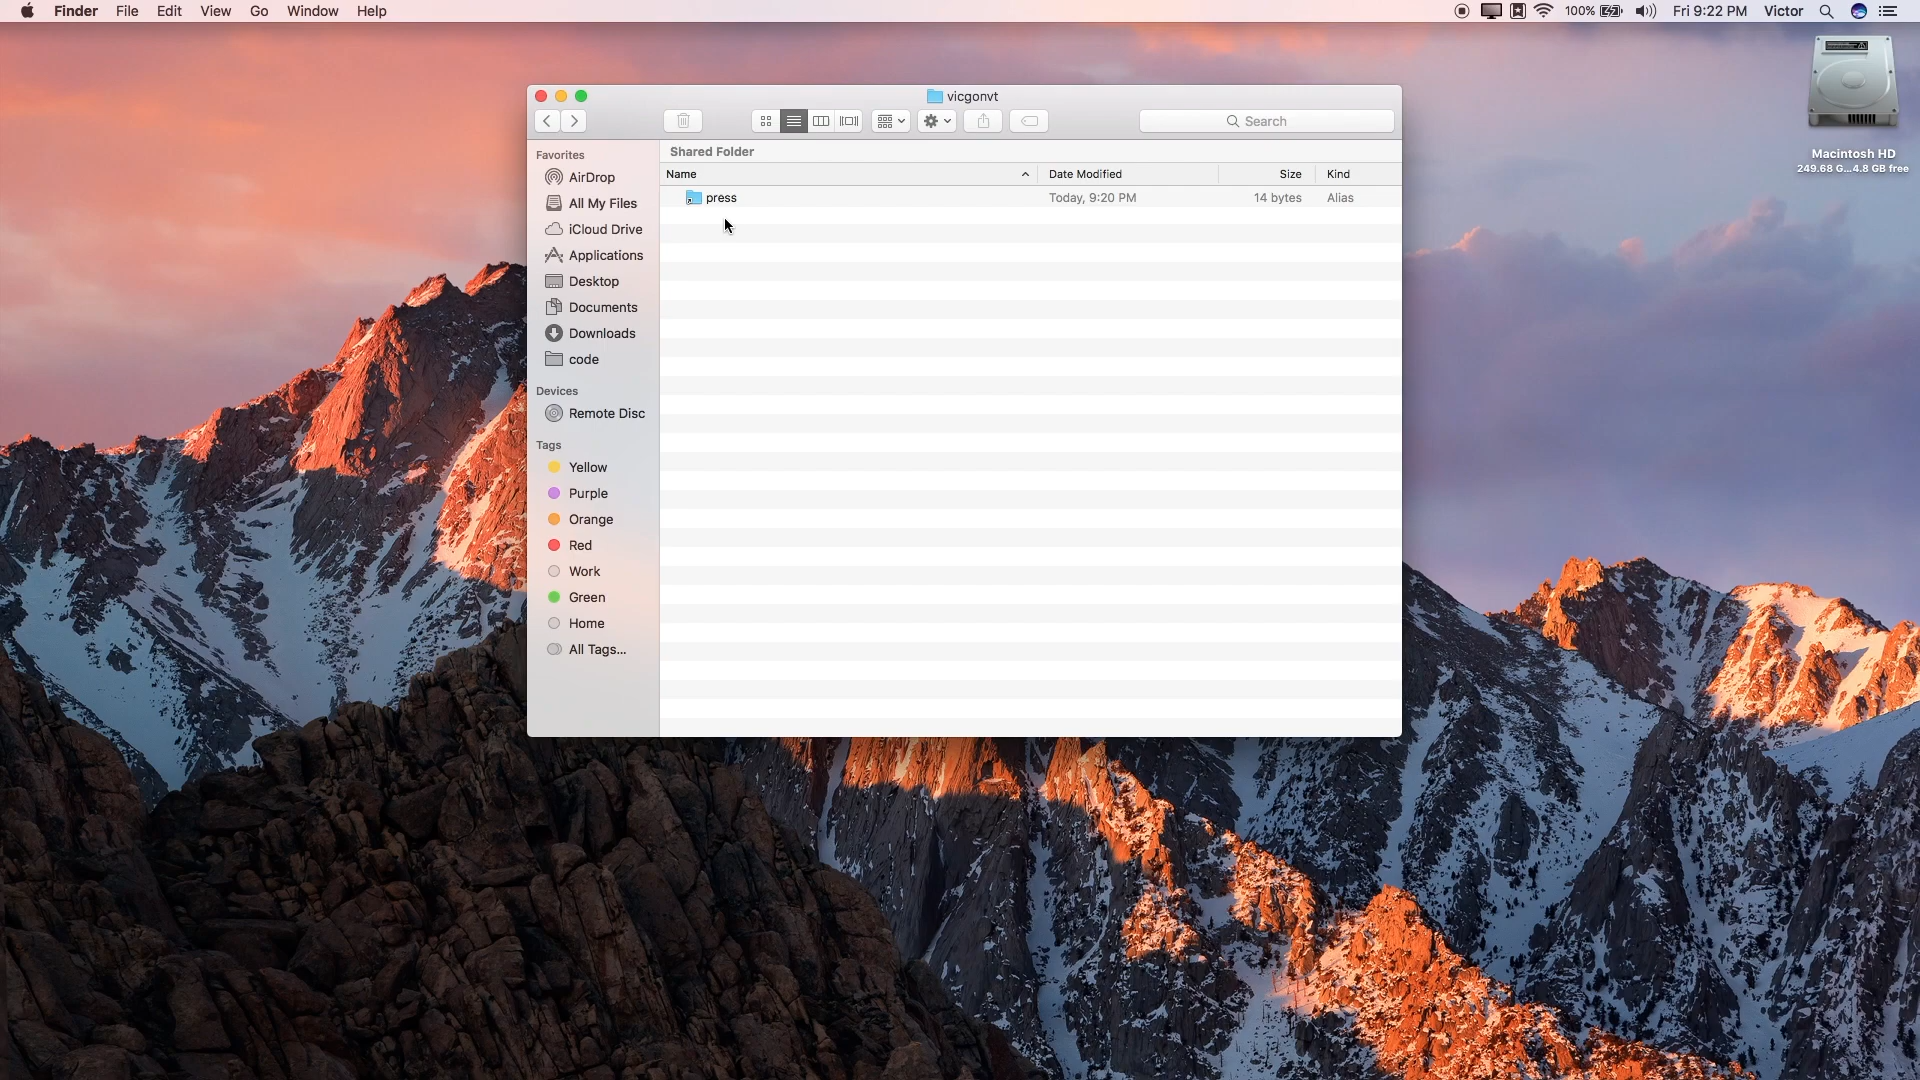 Finder File Edit View Go Window Help 100% Fri 9:22 PM Victor
Macintosh HD
249.68 G...4.8 GB free
vicgonvt
Search
Favorites
AirDrop
All My Files
iCloud Drive
Applications
Desktop
Documents
Downloads
code
Devices
Remote Disc
Tags
Yellow
Purple
Orange
Red
Work
Green
Home
All Tags...
Shared Folder
Name Date Modified Size Kind
press Today, 9:20 PM 14 bytes Alias